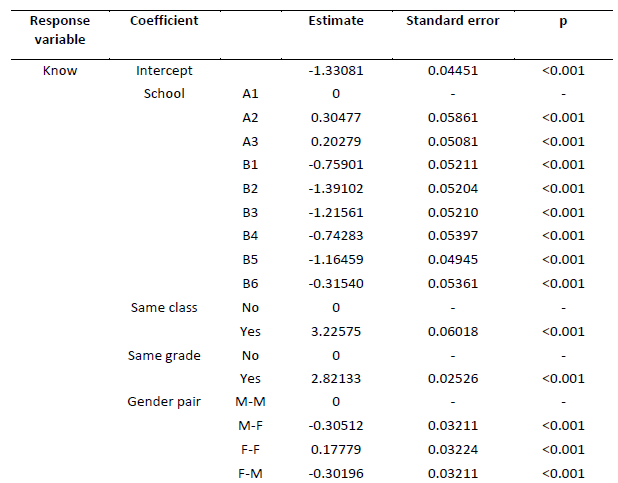 Response variable Coefficient Estimate Standard error p
Know Intercept -1.33081 0.04451 <0.001
School A1 0 - -
A2 0.30477 0.05861 <0.001
A3 0.20279 0.05081 <0.001
B1 -0.75901 0.05211 <0.001
B2 -1.39102 0.05204 <0.001
B3 -1.21561 0.05210 <0.001
B4 -0.74283 0.05397 <0.001
B5 -1.16459 0.04945 <0.001
B6 -0.31540 0.05361 <0.001
Same class No 0 - -
Yes 3.22575 0.06018 <0.001
Same grade No 0 - -
Yes 2.82133 0.02526 <0.001
Gender pair M-M 0 - -
M-F -0.30512 0.03211 <0.001
F-F 0.17779 0.03224 <0.001
F-M -0.30196 0.03211 <0.001